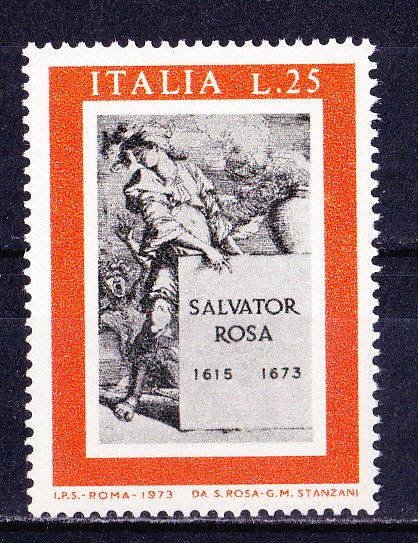 ITALIA L.25
SALVATOR
ROSA
1615 1673
I.P.S.-ROMA-1973 DA S. ROSA-G.M. STANZANI